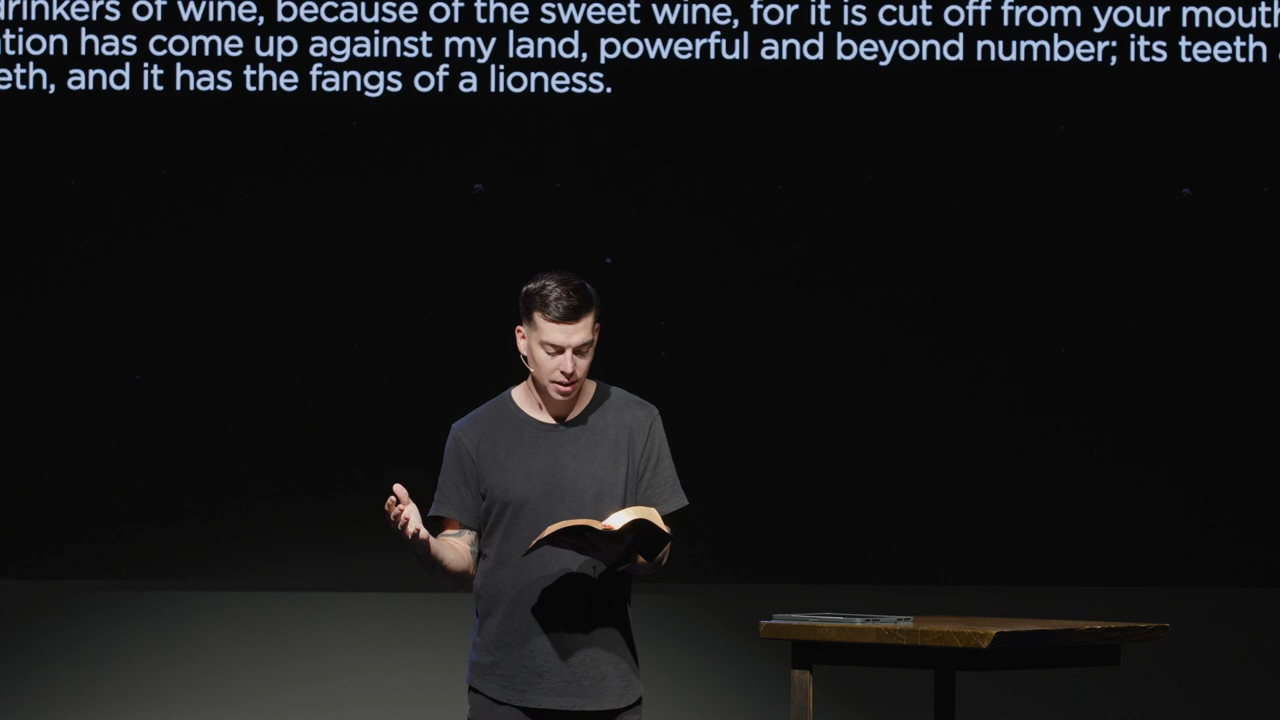 drinkers of wine, because of the sweet wine, for it is cut off from your mouth
ation has come up against my land, powerful and beyond number; its teeth
eth, and it has the fangs of a lioness.